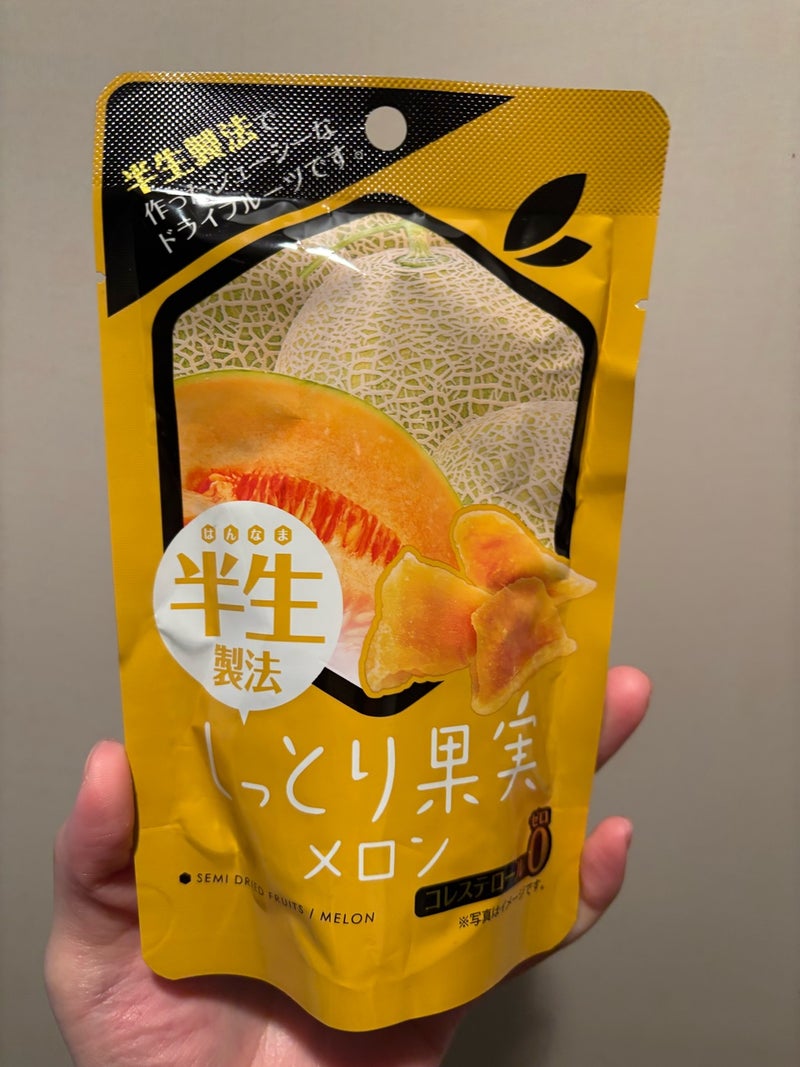 半生製法で
作ったジューシーな
ドライフルーツです。
はんなま
半生
製法
しっとり果実
メロン
SEMI DRIED FRUITS / MELON
コレステロール0
ゼロ
※写真はイメージです。